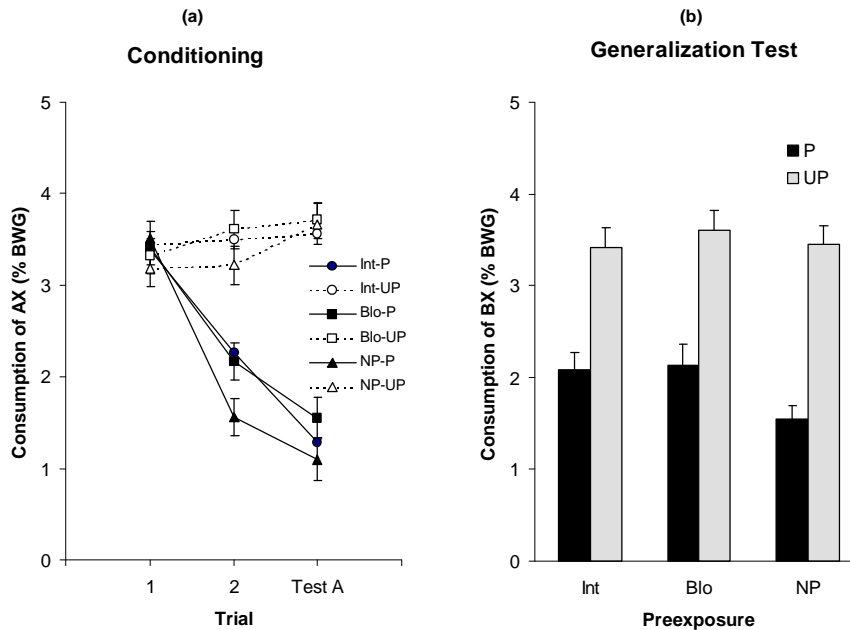 (a)
Conditioning
Consumption of AX (% BWG)
5
4
3
2
1
0
1
2
Test A
Trial
Int-P
Int-UP
Blo-P
Blo-UP
NP-P
NP-UP
(b)
Generalization Test
Consumption of BX (% BWG)
5
4
3
2
1
0
P
UP
Int
Blo
NP
Preexposure